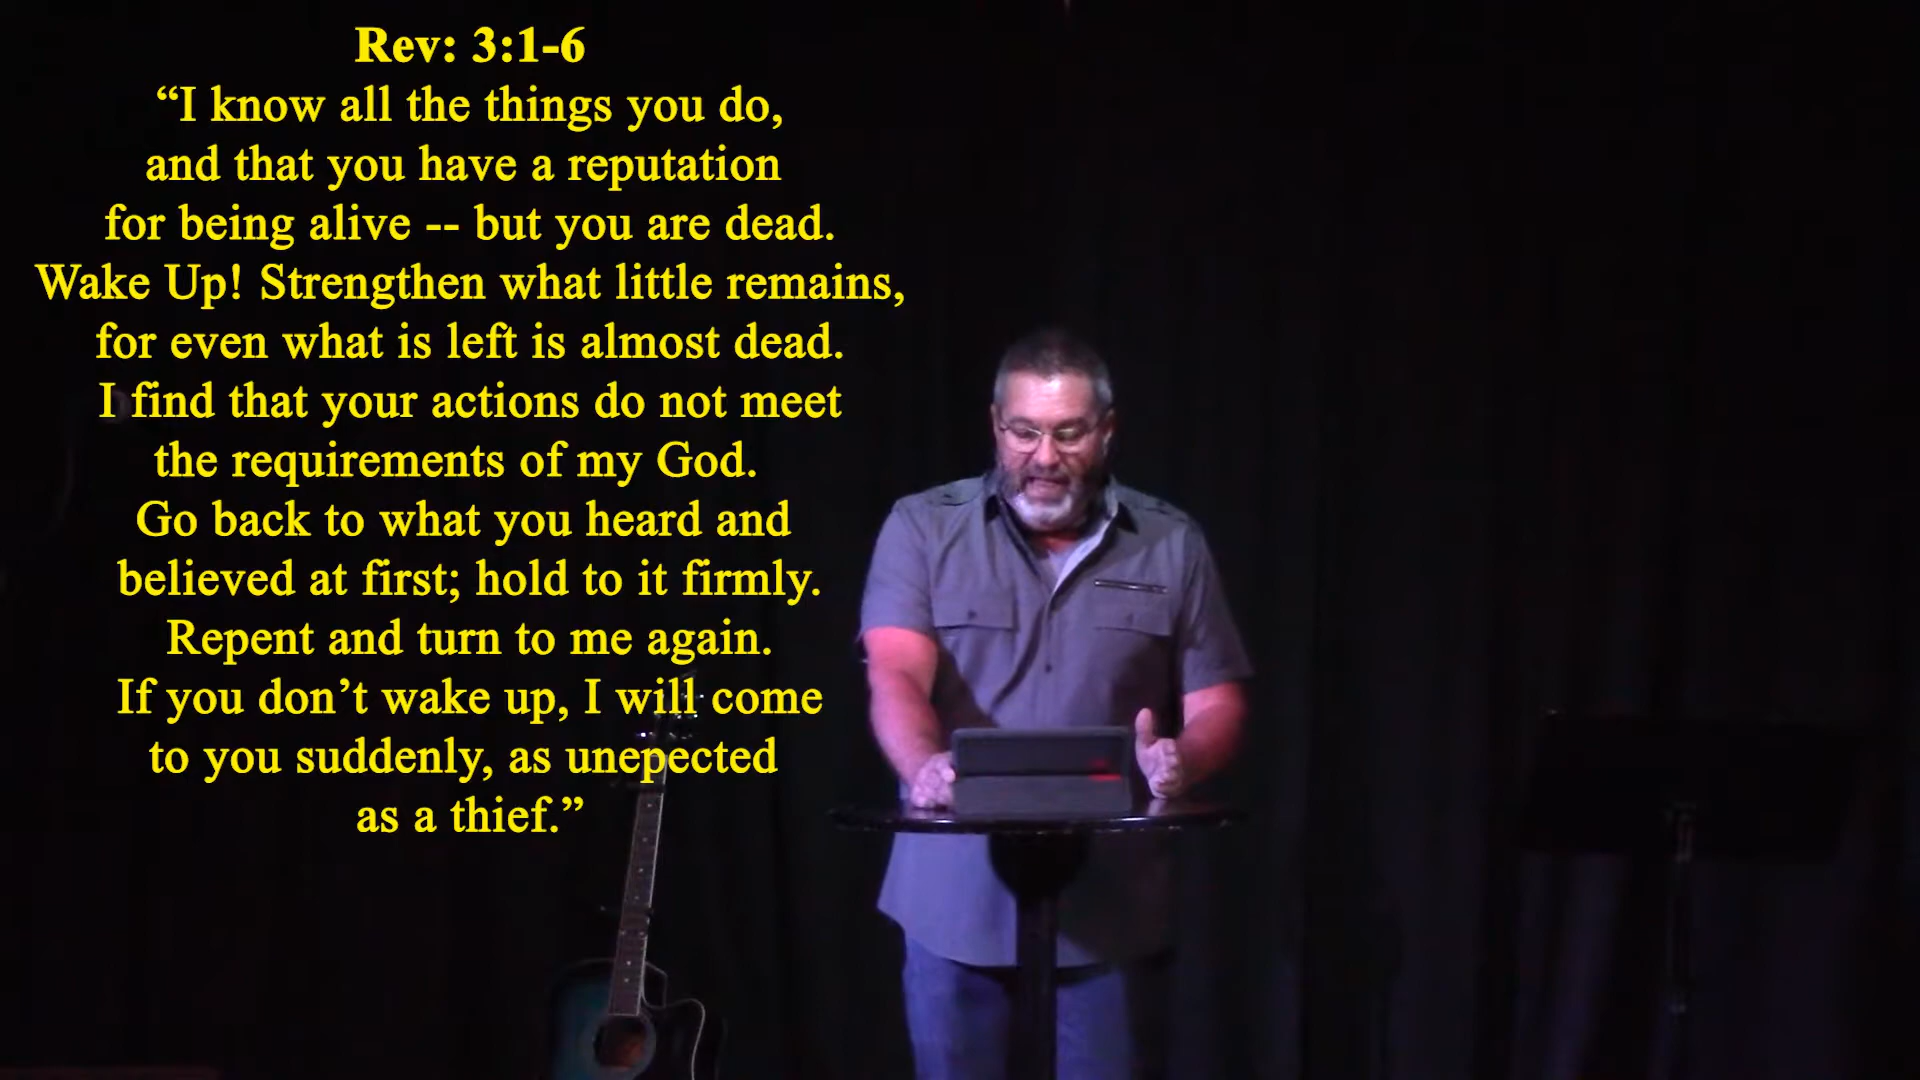 Rev: 3:1-6
“I know all the things you do,
and that you have a reputation
for being alive -- but you are dead.
Wake Up! Strengthen what little remains,
for even what is left is almost dead.
I find that your actions do not meet
the requirements of my God.
Go back to what you heard and
believed at first; hold to it firmly.
Repent and turn to me again.
If you don’t wake up, I will come
to you suddenly, as unepected
as a thief.”